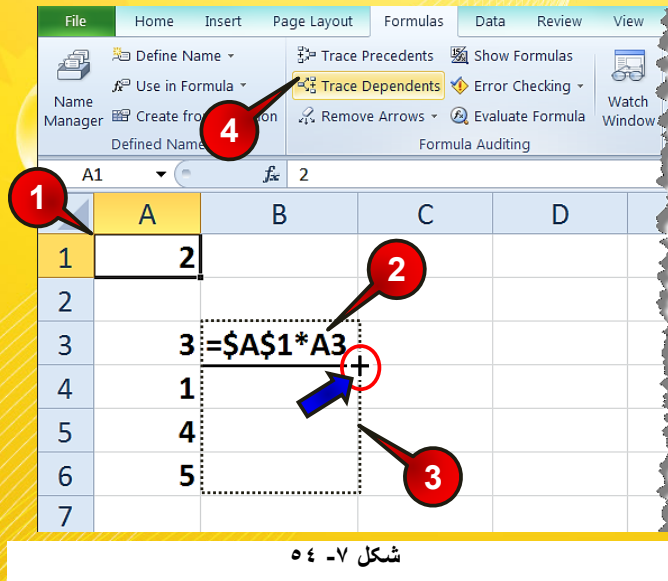 File Home Insert Page Layout Formulas Data Review View
Define Name Trace Precedents Show Formulas
Use in Formula Trace Dependents Error Checking
Name Manager Create fro on Remove Arrows Evaluate Formula Watch Window
4
Defined Name Formula Auditing
A1 fx 2
1
A B C D
1 2
2
2
3 3 =$A$1*A3
4 1
5 4
3
6 5
7
شكل ٧- ٥٤